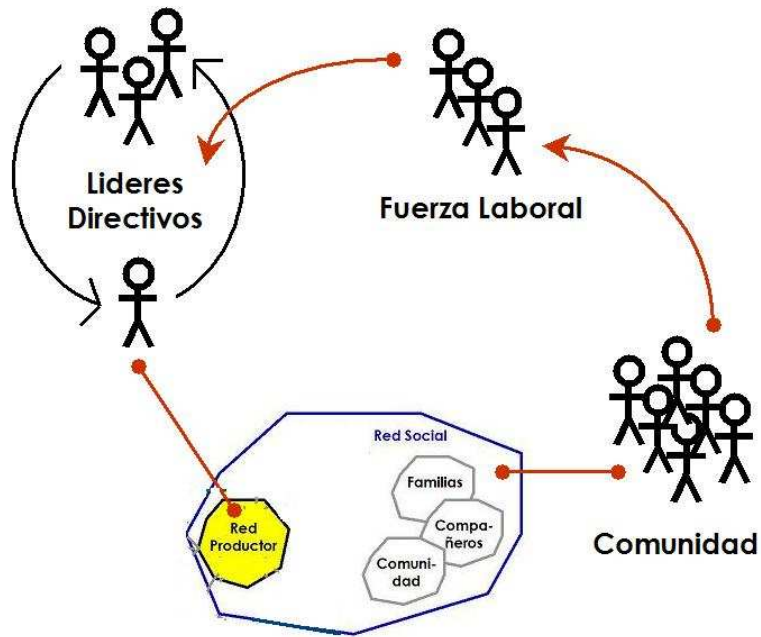 Lideres
Directivos
Fuerza Laboral
Red Social
Familias
Compa-
ñeros
Comuni-
dad
Red
Productor
Comunidad